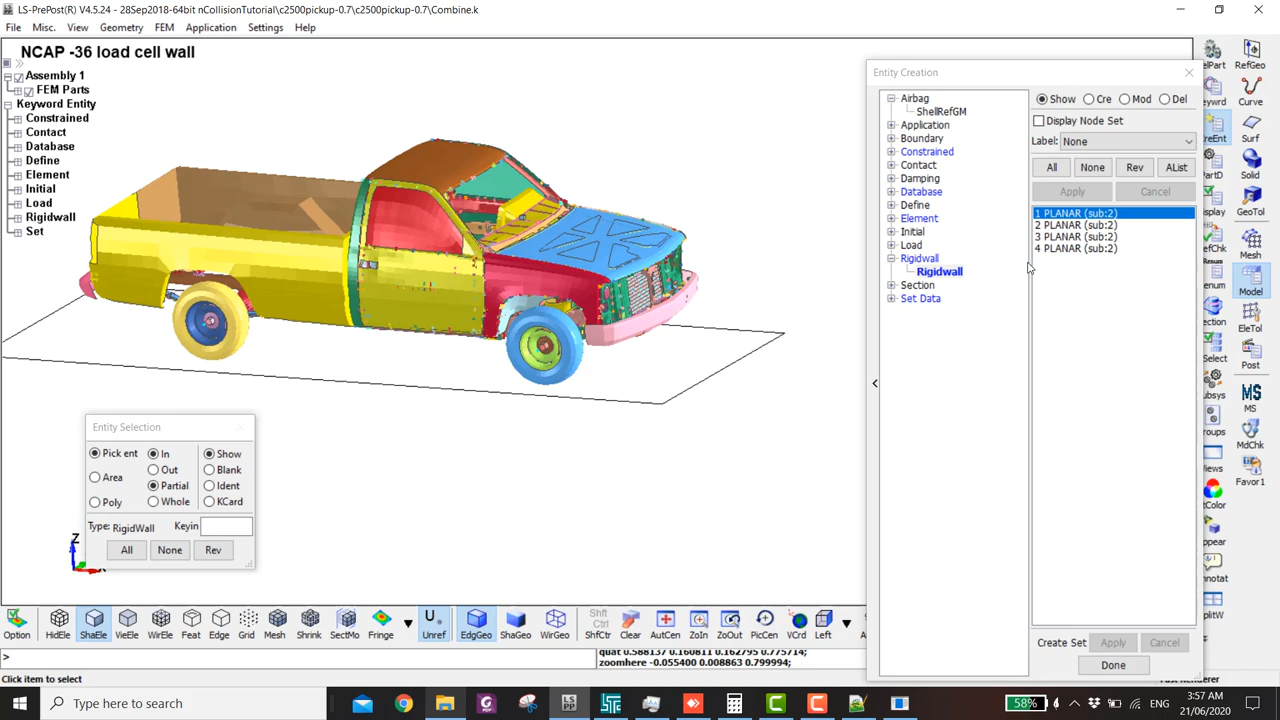 LS-PrePost(R) V4.5.24 - 28Sep2018-64bit nCollisionTutorial\c2500pickup-0.7\c2500pickup-0.7\Combine.k
File Misc. View Geometry FEM Application Settings Help
NCAP -36 load cell wall
Assembly 1
FEM Parts
Keyword Entity
Constrained
Contact
Database
Define
Element
Initial
Load
Rigidwall
Set
Entity Selection
Pick ent In Show
Out Blank
Area Partial Ident
Poly Whole KCard
Type: RigidWall Keyin
All None Rev
Z
Entity Creation
Airbag
ShellRefGM
Application
Boundary
Constrained
Contact
Damping
Database
Define
Element
Initial
Load
Rigidwall
Rigidwall
Section
Set Data
Show Cre Mod Del
Display Node Set
Label: None
All None Rev AList
Apply Cancel
1 PLANAR (sub:2)
2 PLANAR (sub:2)
3 PLANAR (sub:2)
4 PLANAR (sub:2)
Create Set Apply Cancel
Done
RefGeo
Curve
Surf
Solid
GeoTol
Mesh
Model
EleTol
Post
MS
MS
MdChk
Favor1
Option HidEle ShaEle VieEle WirEle Feat Edge Grid Mesh Shrink SectMo Fringe Unref EdgGeo ShaGeo WirGeo ShfCtr Clear AutCen ZoIn ZoOut PicCen VCrd Left
U.
Shft
Ctrl
>
quat 0.588137 0.160811 0.162795 0.775714;
zoomhere -0.055400 0.008863 0.799994;
Click item to select
Type here to search
58%
ENG
3:57 AM
21/06/2020